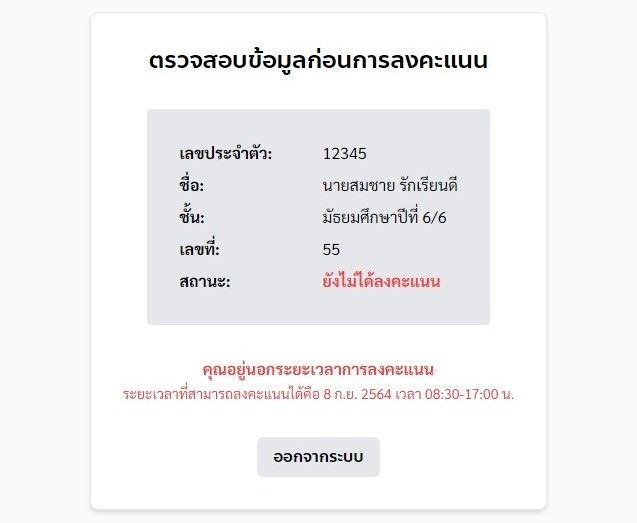 ตรวจสอบข้อมูลก่อนการลงคะแนน
เลขประจำตัว: 12345
ชื่อ: นายสมชาย รักเรียนดี
ชั้น: มัธยมศึกษาปีที่ 6/6
เลขที่: 55
สถานะ: ยังไม่ได้ลงคะแนน
คุณอยู่นอกระยะเวลาการลงคะแนน
ระยะเวลาที่สามารถลงคะแนนได้คือ 8 ก.ย. 2564 เวลา 08:30-17:00 น.
ออกจากระบบ